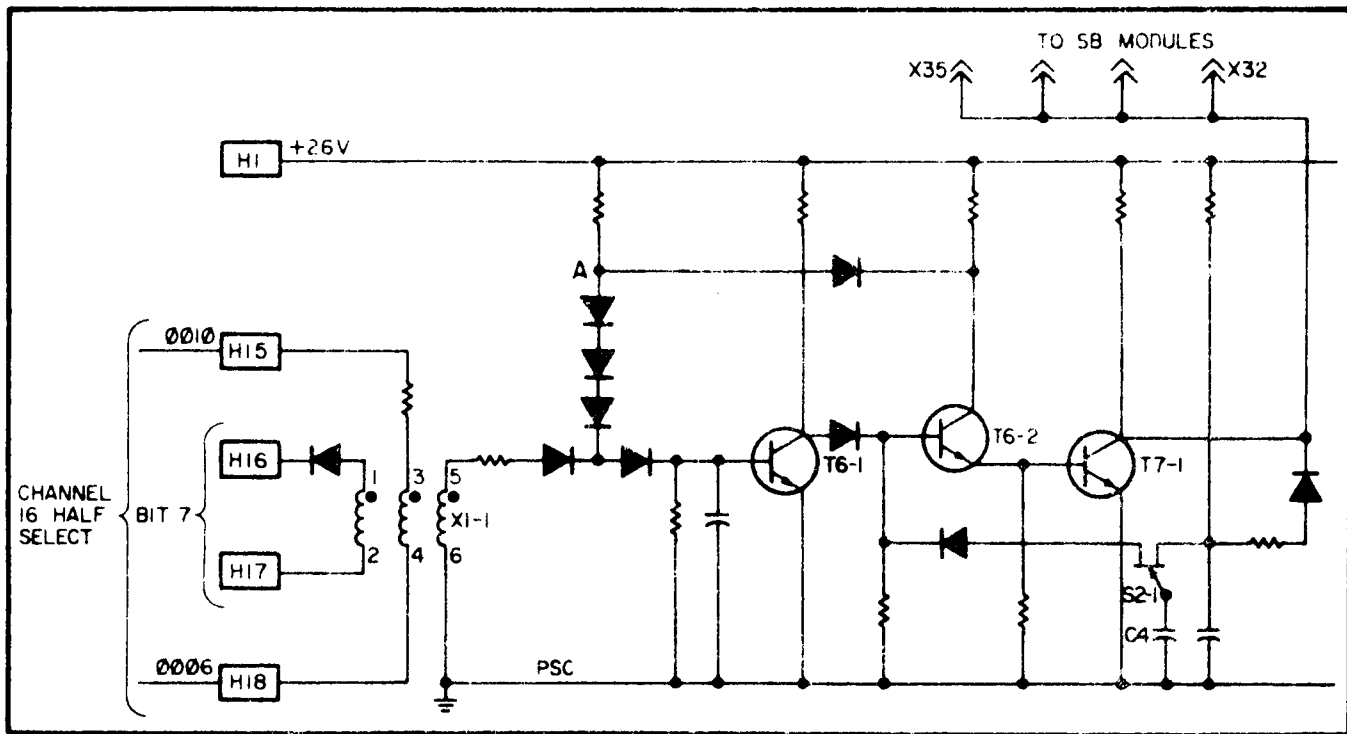 TO SB MODULES
X35
X32
H1
+26V
A
0010
H15
H16
1
3
5
T6-1
T6-2
T7-1
CHANNEL
16 HALF
SELECT
BIT 7
X1-1
H17
2
4
6
S2-1
C4
0006
H18
PSC